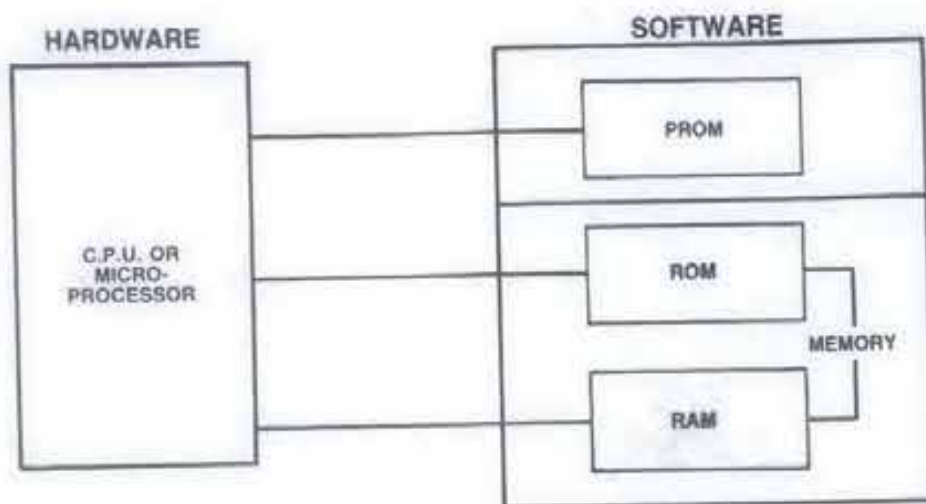 HARDWARE
SOFTWARE
C.P.U. OR
MICRO-
PROCESSOR
PROM
ROM
MEMORY
RAM